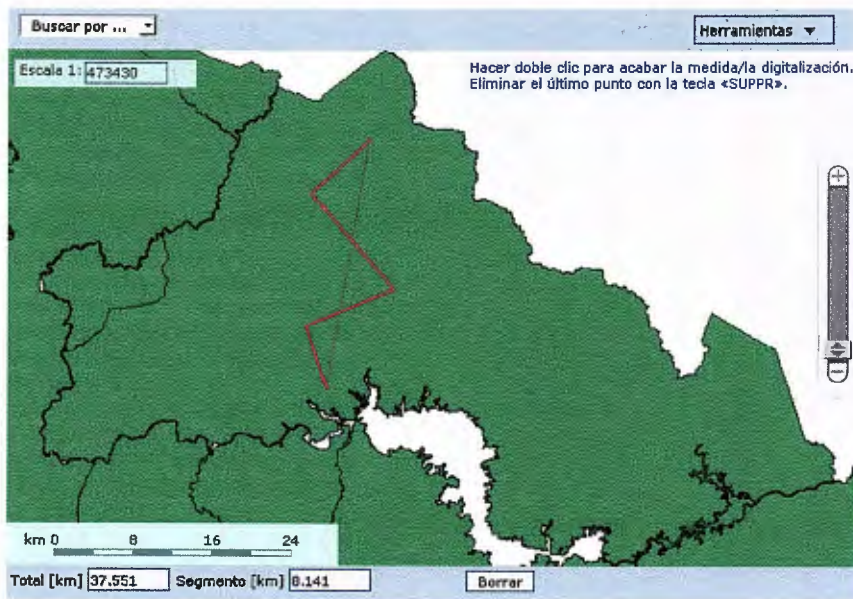 Buscar por ...
Herramientas
Escala 1: 473430
Hacer doble clic para acabar la medida/la digitalización.
Eliminar el último punto con la tecla «SUPPR».
km 0 8 16 24
Total [km] 37.551 Segmento [km] 8.141 Borrar